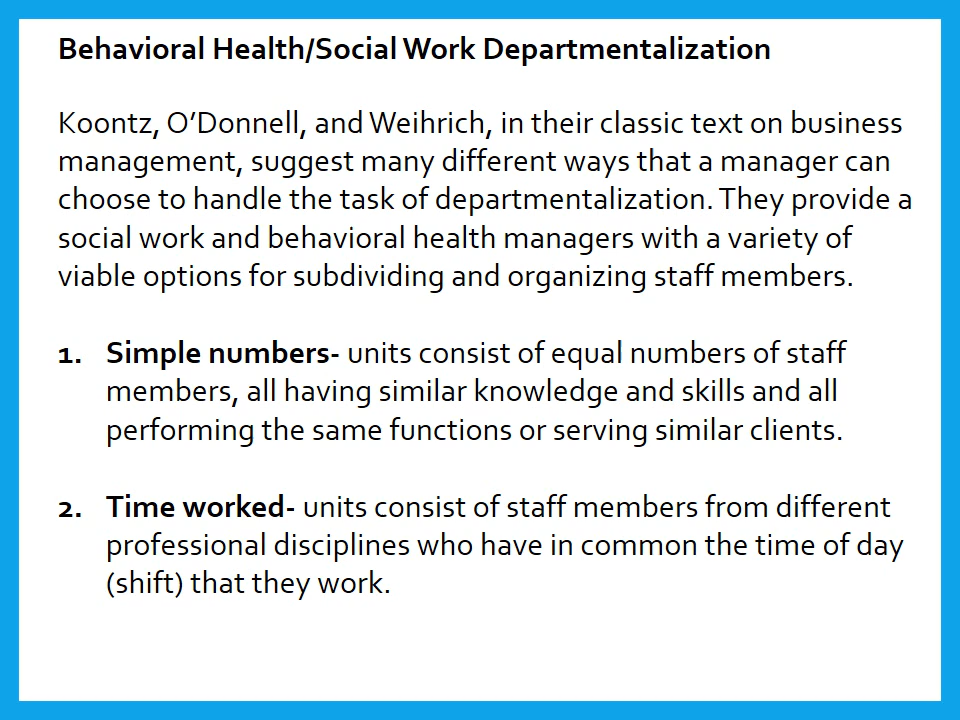 Behavioral Health/Social Work Departmentalization
Koontz, O’Donnell, and Weihrich, in their classic text on business
management, suggest many different ways that a manager can
choose to handle the task of departmentalization. They provide a
social work and behavioral health managers with a variety of
viable options for subdividing and organizing staff members.
1. Simple numbers- units consist of equal numbers of staff
members, all having similar knowledge and skills and all
performing the same functions or serving similar clients.
2. Time worked- units consist of staff members from different
professional disciplines who have in common the time of day
(shift) that they work.